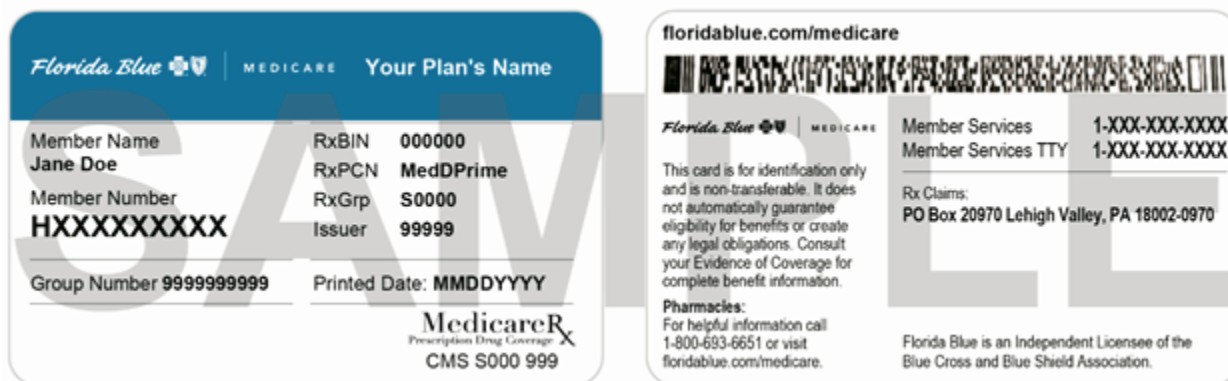 Florida Blue MEDICARE Your Plan's Name
Member Name
Jane Doe
Member Number
HXXXXXXXXX
RxBIN 000000
RxPCN MedDPrime
RxGrp S0000
Issuer 99999
Group Number 9999999999
Printed Date: MMDDYYYY
MedicareRx
Prescription Drug Coverage
CMS S000 999
floridablue.com/medicare
Florida Blue MEDICARE
This card is for identification only
and is non-transferable. It does
not automatically guarantee
eligibility for benefits or create
any legal obligations. Consult
your Evidence of Coverage for
complete benefit information.
Pharmacies:
For helpful information call
1-800-693-6651 or visit
floridablue.com/medicare.
Member Services 1-XXX-XXX-XXXX
Member Services TTY 1-XXX-XXX-XXXX
Rx Claims:
PO Box 20970 Lehigh Valley, PA 18002-0970
Florida Blue is an Independent Licensee of the
Blue Cross and Blue Shield Association.
SAMPLE